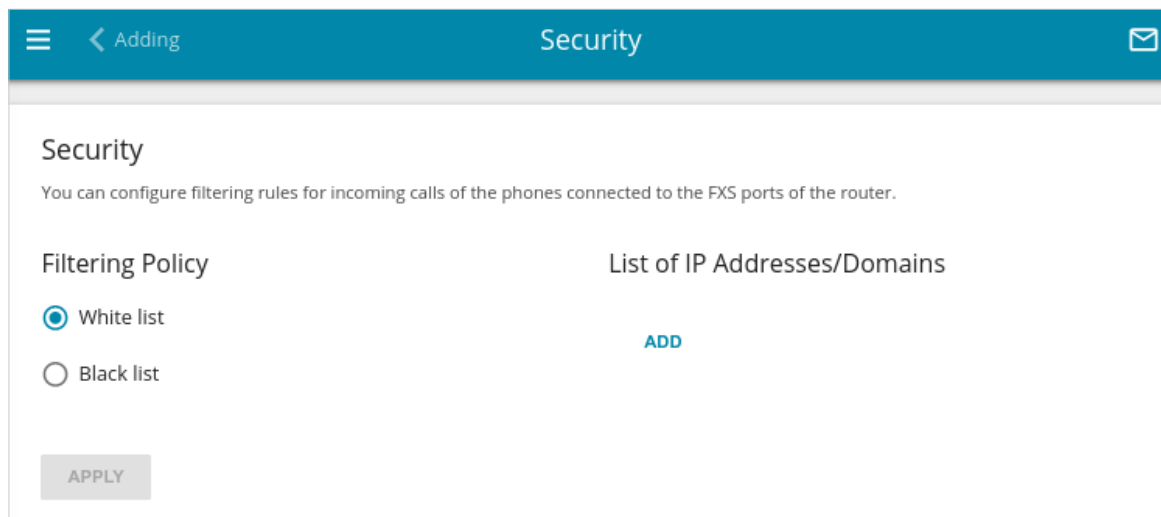 Adding
Security
Security
You can configure filtering rules for incoming calls of the phones connected to the FXS ports of the router.
Filtering Policy
List of IP Addresses/Domains
White list
ADD
Black list
APPLY